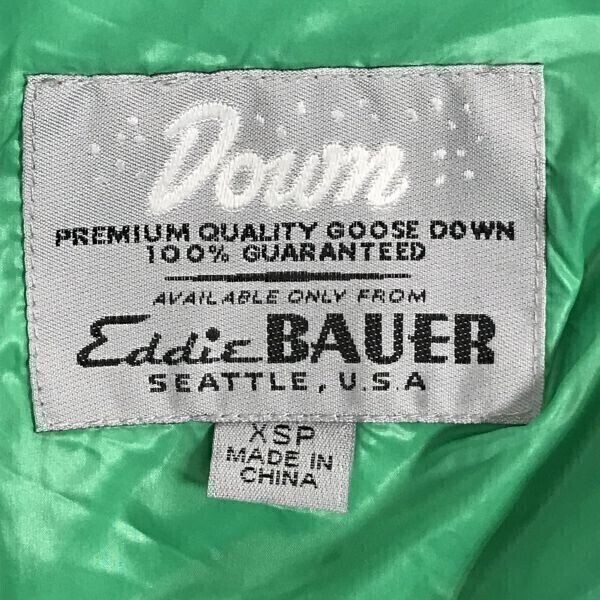 Down
PREMIUM QUALITY GOOSE DOWN
100% GUARANTEED
AVAILABLE ONLY FROM
Eddie BAUER
SEATTLE, U.S.A
XSP
MADE IN
CHINA